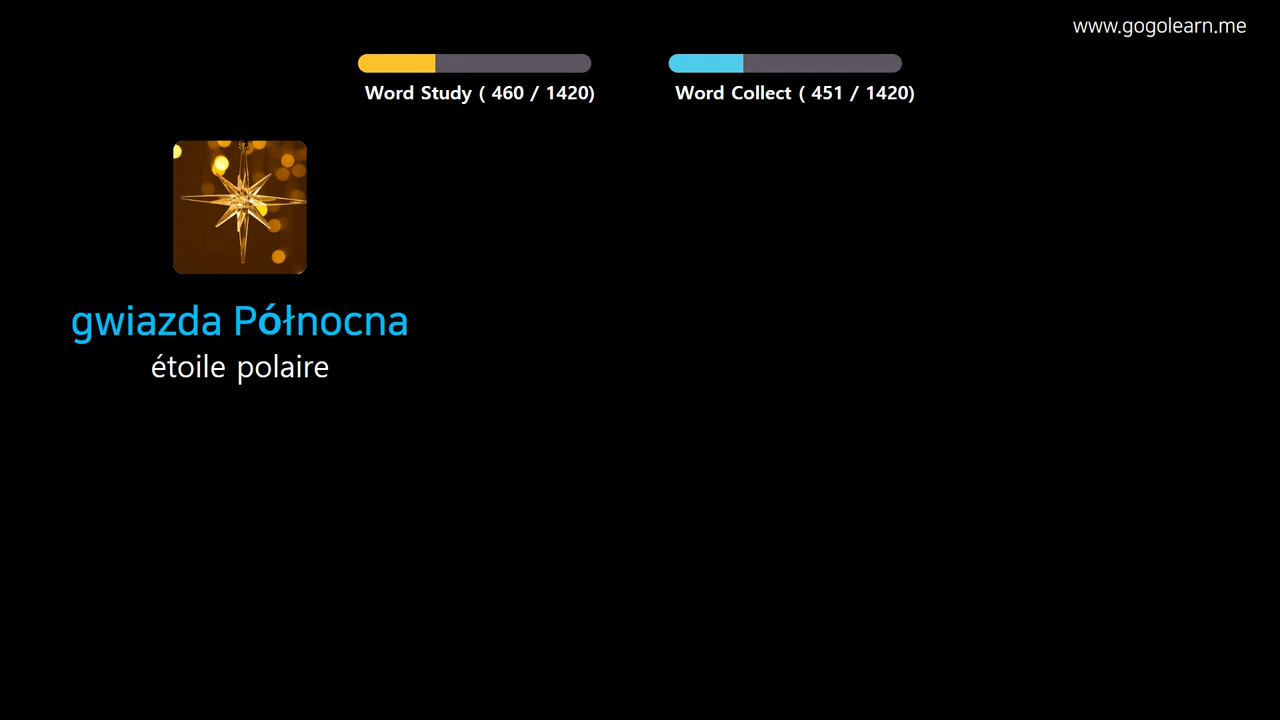 www.gogolearn.me
Word Study ( 460 / 1420)
Word Collect ( 451 / 1420)
gwiazda Północna
étoile polaire